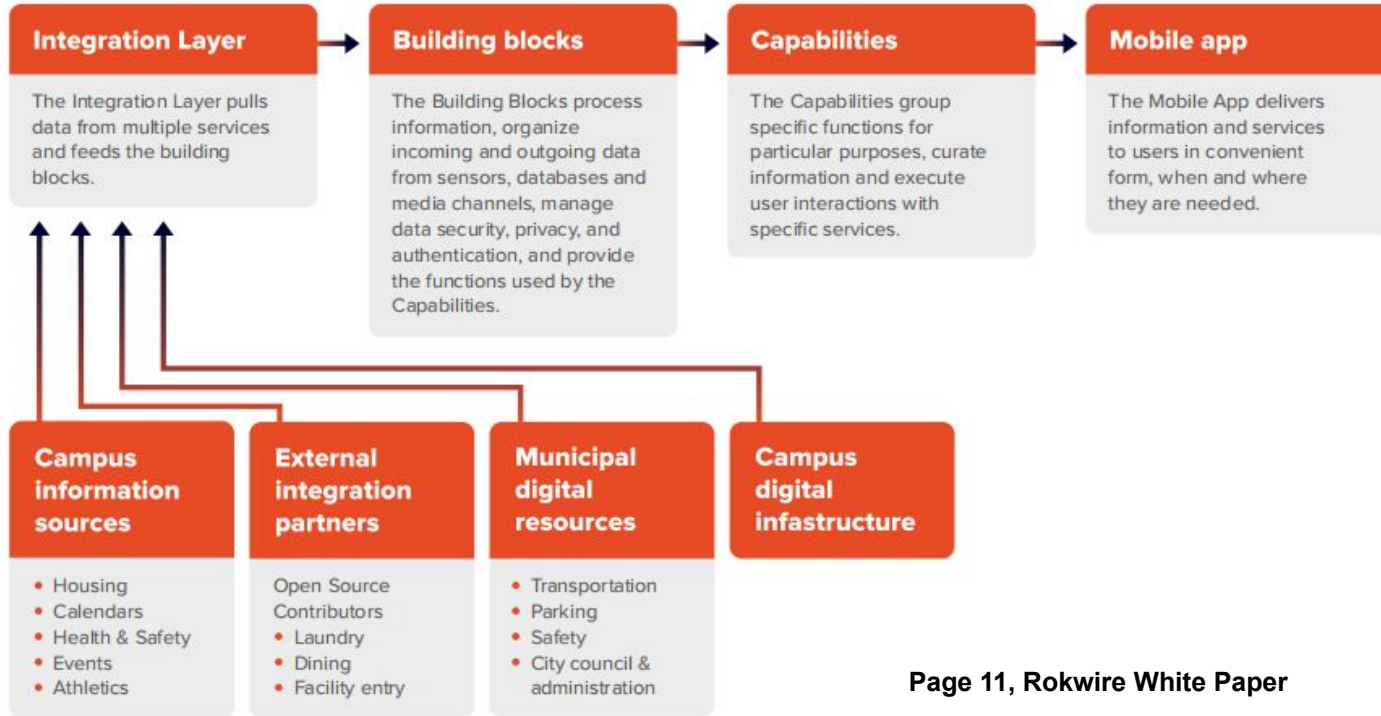 Integration Layer
The Integration Layer pulls
data from multiple services
and feeds the building
blocks.
Building blocks
The Building Blocks process
information, organize
incoming and outgoing data
from sensors, databases and
media channels, manage
data security, privacy, and
authentication, and provide
the functions used by the
Capabilities.
Capabilities
The Capabilities group
specific functions for
particular purposes, curate
information and execute
user interactions with
specific services.
Mobile app
The Mobile App delivers
information and services
to users in convenient
form, when and where
they are needed.
Campus
information
sources
• Housing
• Calendars
• Health & Safety
• Events
• Athletics
External
integration
partners
Open Source
Contributors
• Laundry
• Dining
• Facility entry
Municipal
digital
resources
• Transportation
• Parking
• Safety
• City council &
administration
Campus
digital
infastructure
Page 11, Rokwire White Paper